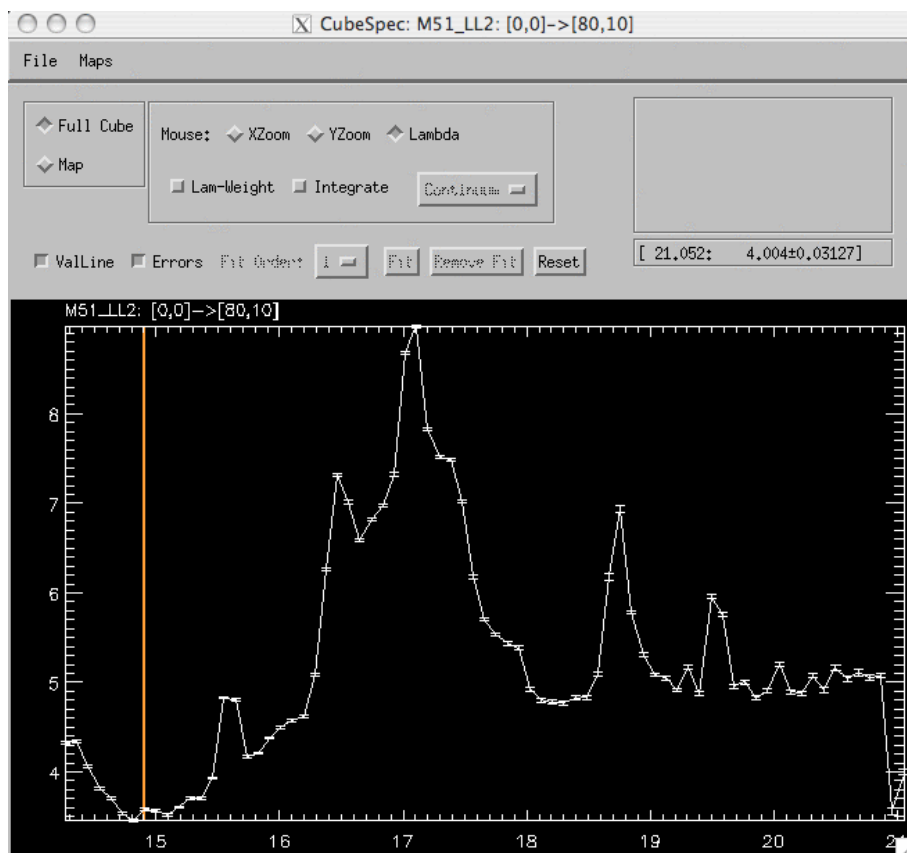 X CubeSpec: M51_LL2: [0,0]->[80,10]
File Maps
Full Cube
Map
Mouse: XZoom YZoom Lambda
Lam-Weight Integrate Continuum
ValLine Errors Fit Order: 1 Fit Remove Fit Reset
[ 21.052: 4.004±0.03127]
M51_LL2: [0,0]->[80,10]
8
7
6
5
4
15 16 17 18 19 20 21